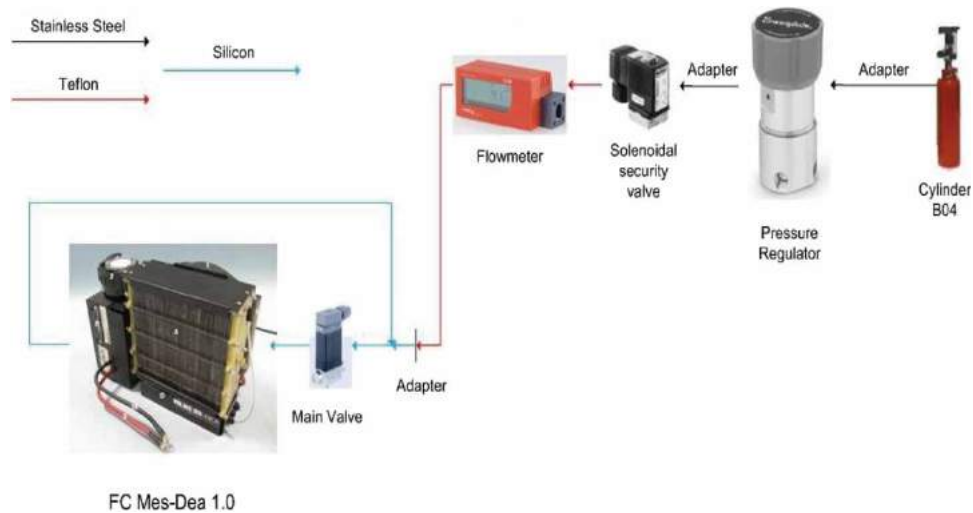 Stainless Steel
Silicon
Teflon
Adapter
Adapter
Flowmeter
Solenoidal
security
valve
Pressure
Regulator
Cylinder
B04
Main Valve
Adapter
FC Mes-Dea 1.0